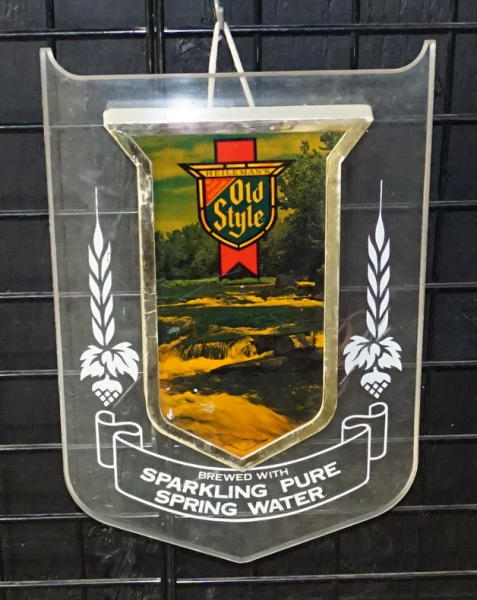 HEILEMAN'S
Old
Style
BREWED WITH
SPARKLING PURE
SPRING WATER